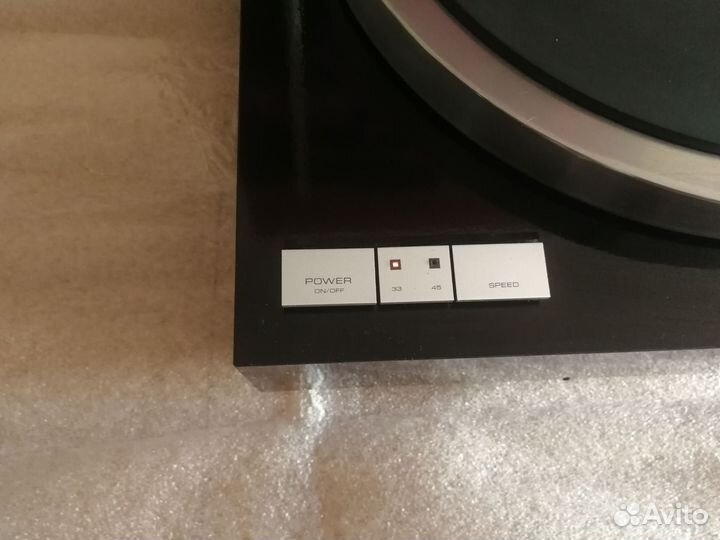 POWER
ON/OFF
33 45
SPEED
Avito